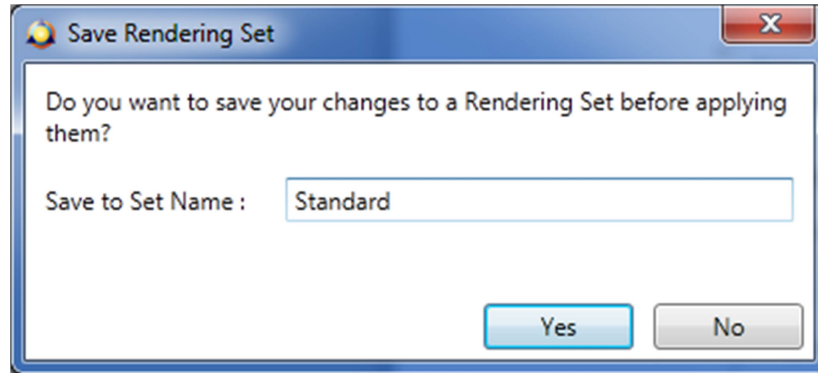 Save Rendering Set
Do you want to save your changes to a Rendering Set before applying
them?
Save to Set Name :
Standard
Yes
No